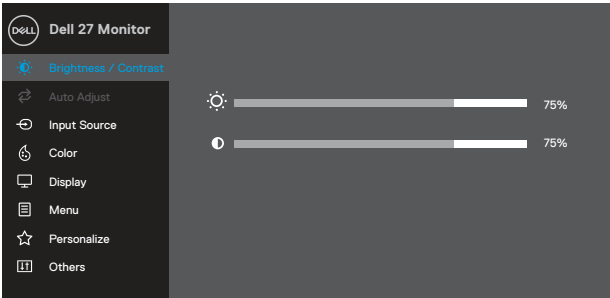 DELL Dell 27 Monitor
Brightness / Contrast
Auto Adjust
75%
Input Source
75%
Color
Display
Menu
Personalize
Others